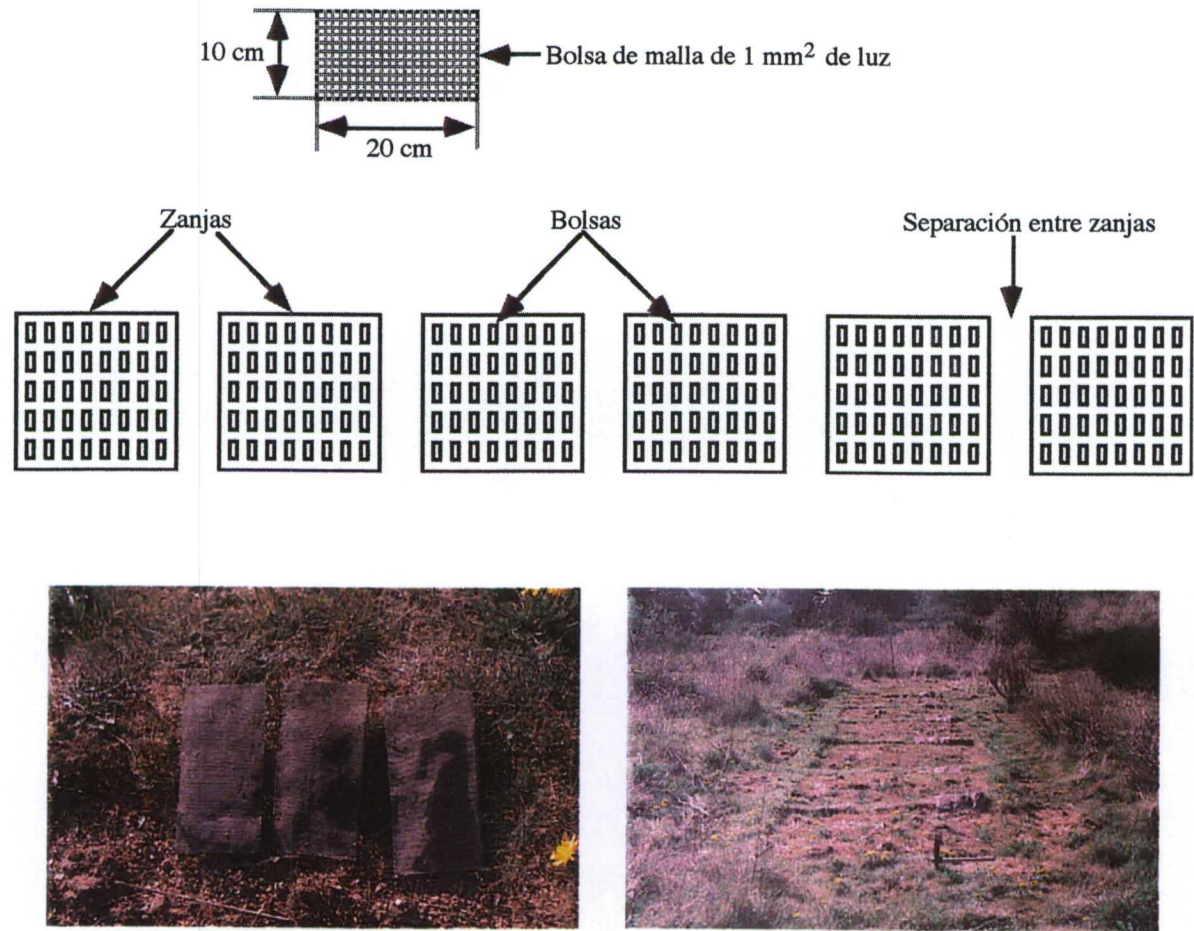 10 cm
Bolsa de malla de 1 mm² de luz
20 cm
Zanjas
Bolsas
Separación entre zanjas